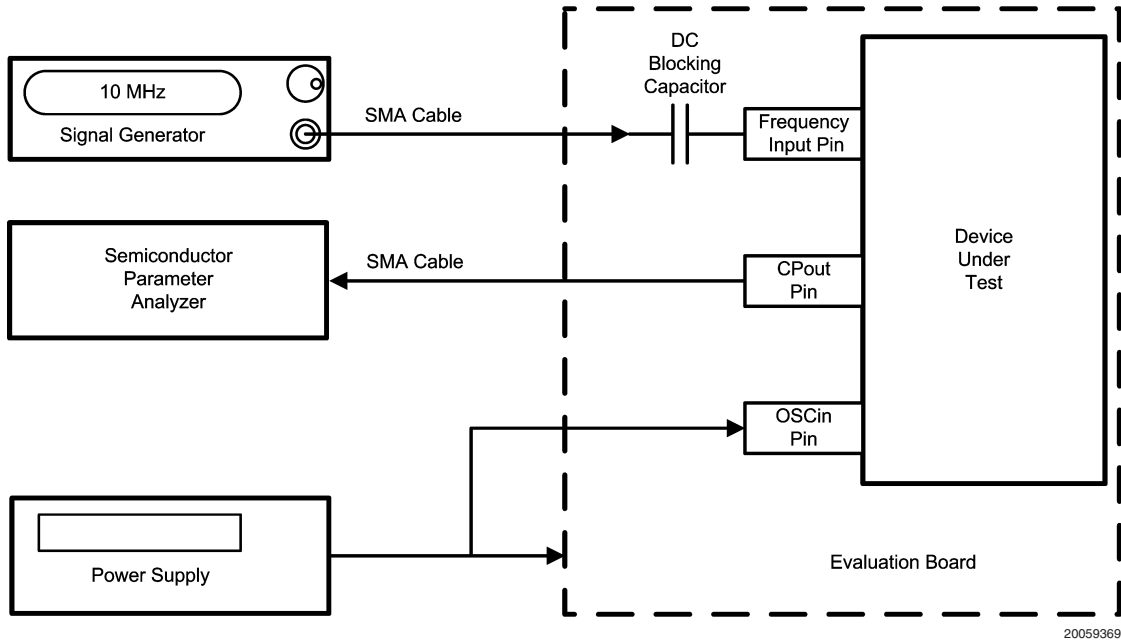 10 MHz
Signal Generator
SMA Cable
DC
Blocking
Capacitor
Frequency
Input Pin
Semiconductor
Parameter
Analyzer
SMA Cable
CPout
Pin
Device
Under
Test
OSCin
Pin
Power Supply
Evaluation Board
20059369